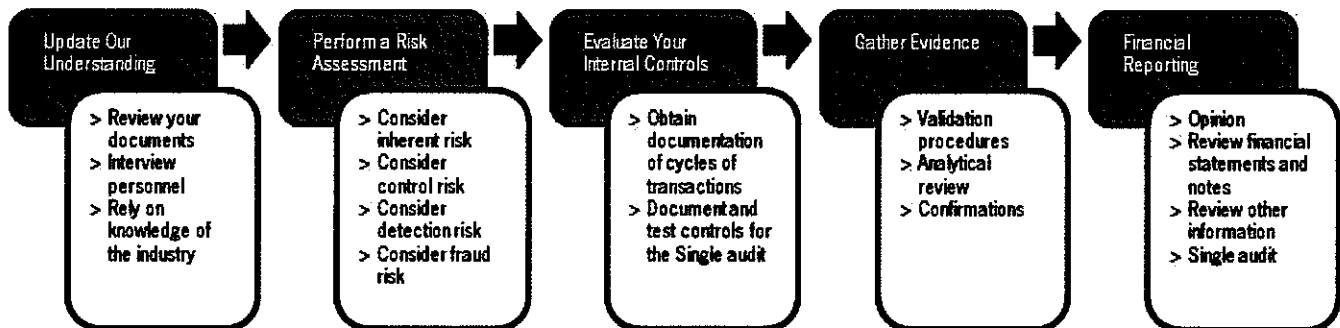 Update Our
Understanding
> Review your
documents
> Interview
personnel
> Rely on
knowledge of
the industry
Perform a Risk
Assessment
> Consider
inherent risk
> Consider
control risk
> Consider
detection risk
> Consider fraud
risk
Evaluate Your
Internal Controls
> Obtain
documentation
of cycles of
transactions
> Document and
test controls for
the Single audit
Gather Evidence
> Validation
procedures
> Analytical
review
> Confirmations
Financial
Reporting
> Opinion
> Review financial
statements and
notes
> Review other
information
> Single audit